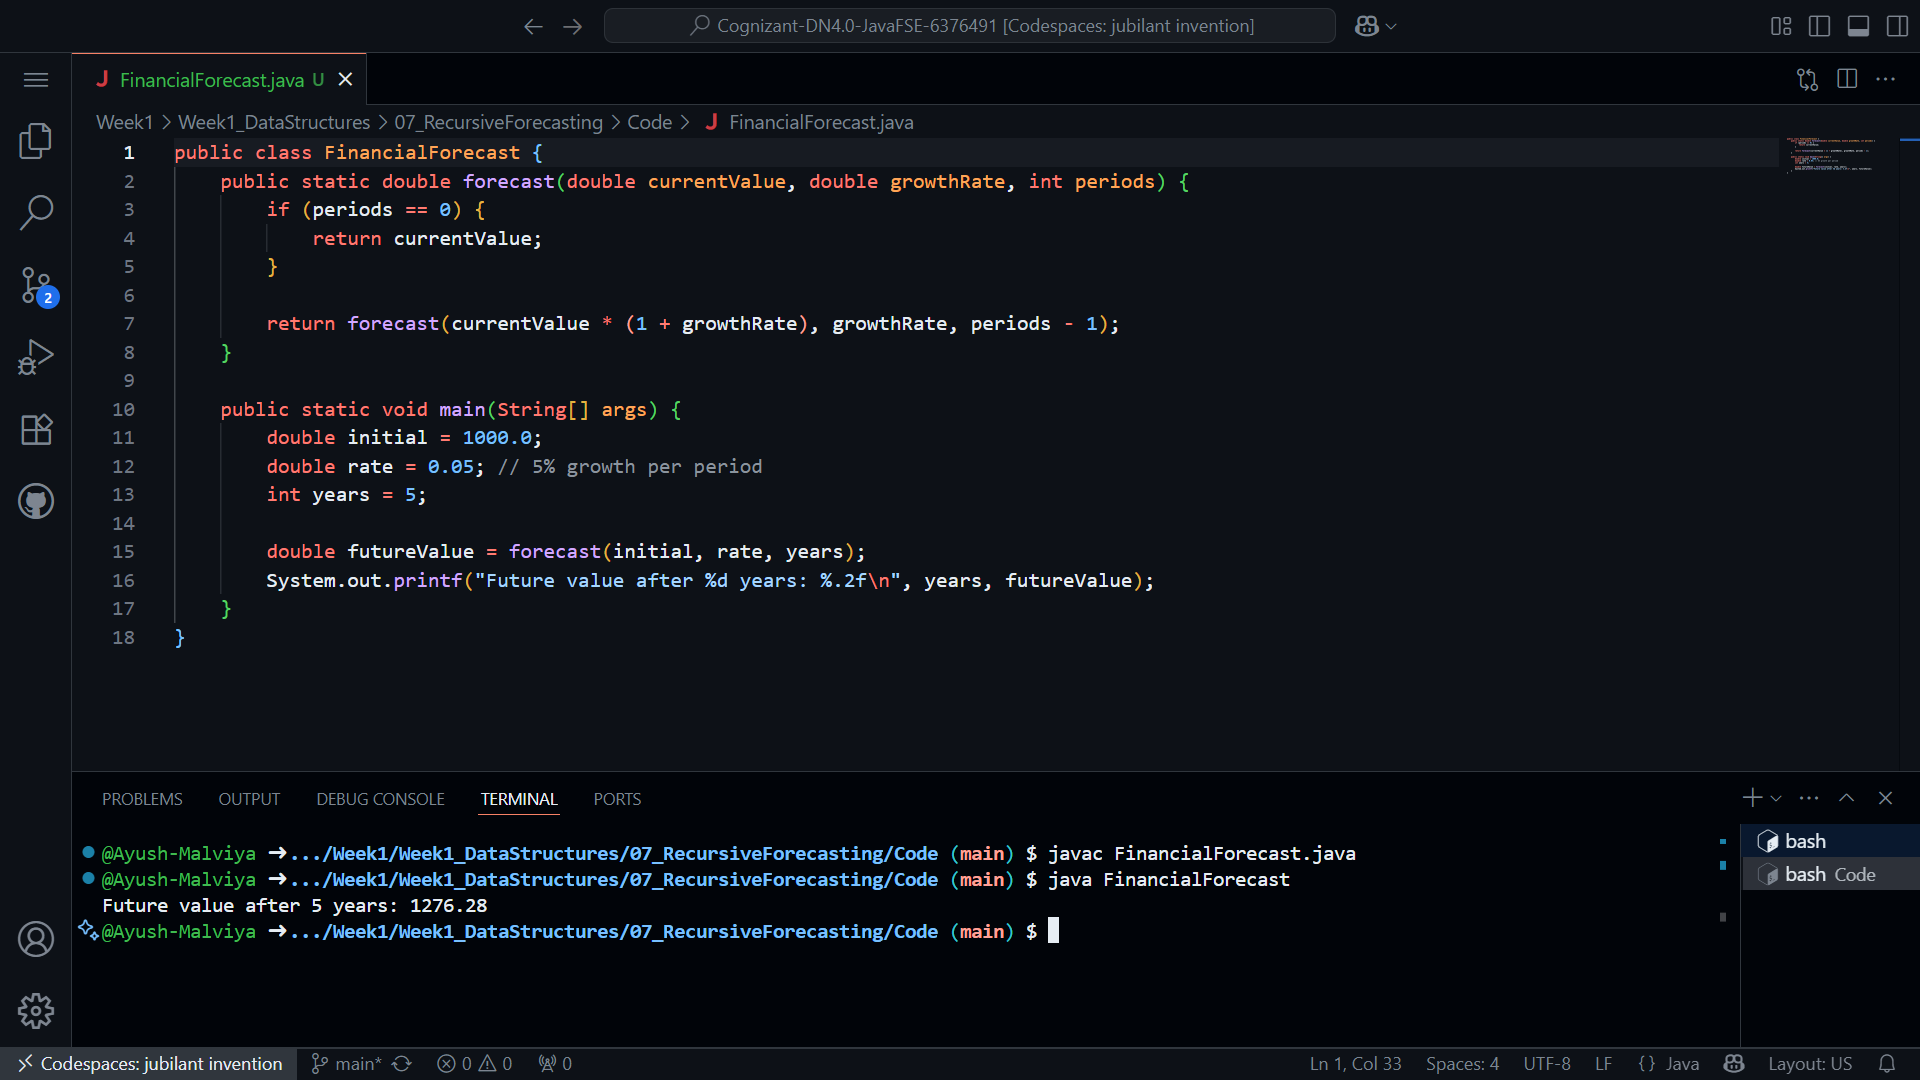 Cognizant-DN4.0-JavaFSE-6376491 [Codespaces: jubilant invention]
J FinancialForecast.java U
Week1 > Week1_DataStructures > 07_RecursiveForecasting > Code > J FinancialForecast.java
1 public class FinancialForecast {
2     public static double forecast(double currentValue, double growthRate, int periods) {
3         if (periods == 0) {
4             return currentValue;
5         }
6
7         return forecast(currentValue * (1 + growthRate), growthRate, periods - 1);
8     }
9
10     public static void main(String[] args) {
11         double initial = 1000.0;
12         double rate = 0.05; // 5% growth per period
13         int years = 5;
14
15         double futureValue = forecast(initial, rate, years);
16         System.out.printf("Future value after %d years: %.2f\n", years, futureValue);
17     }
18 }
2
PROBLEMS OUTPUT DEBUG CONSOLE TERMINAL PORTS
@Ayush-Malviya ➜.../Week1/Week1_DataStructures/07_RecursiveForecasting/Code (main) $ javac FinancialForecast.java
@Ayush-Malviya ➜.../Week1/Week1_DataStructures/07_RecursiveForecasting/Code (main) $ java FinancialForecast
Future value after 5 years: 1276.28
@Ayush-Malviya ➜.../Week1/Week1_DataStructures/07_RecursiveForecasting/Code (main) $
bash
bash Code
Codespaces: jubilant invention main* 0 0 0 Ln 1, Col 33 Spaces: 4 UTF-8 LF {} Java Layout: US